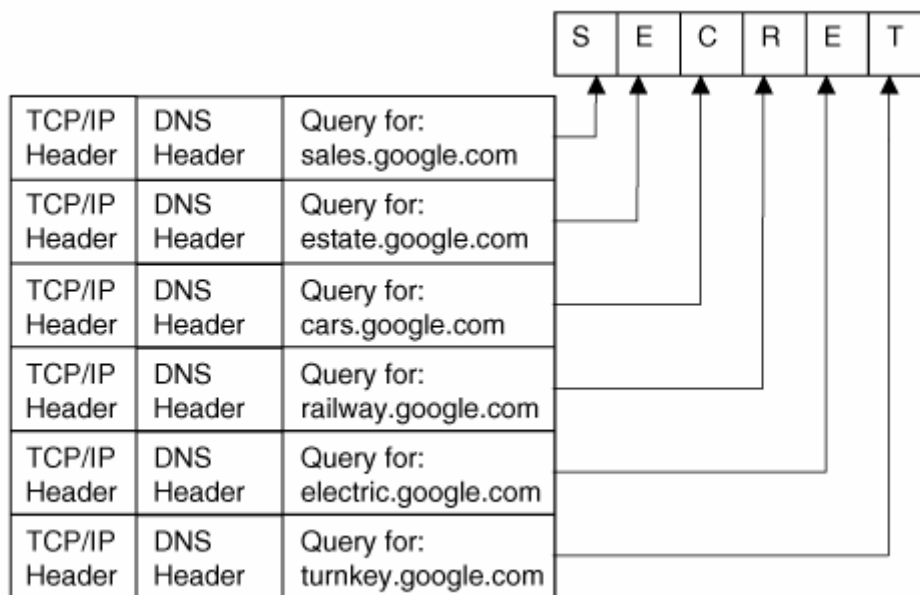 S E C R E T
TCP/IP Header DNS Header Query for: sales.google.com
TCP/IP Header DNS Header Query for: estate.google.com
TCP/IP Header DNS Header Query for: cars.google.com
TCP/IP Header DNS Header Query for: railway.google.com
TCP/IP Header DNS Header Query for: electric.google.com
TCP/IP Header DNS Header Query for: turnkey.google.com